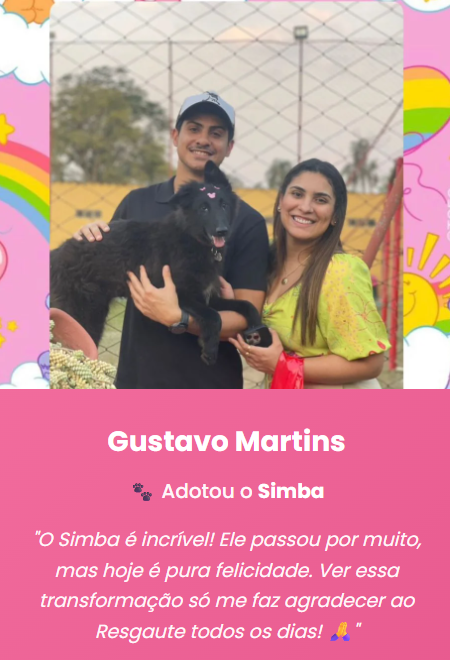 Gustavo Martins
🐾 Adotou o Simba
"O Simba é incrível! Ele passou por muito,
mas hoje é pura felicidade. Ver essa
transformação só me faz agradecer ao
Resgaute todos os dias! 🙏"